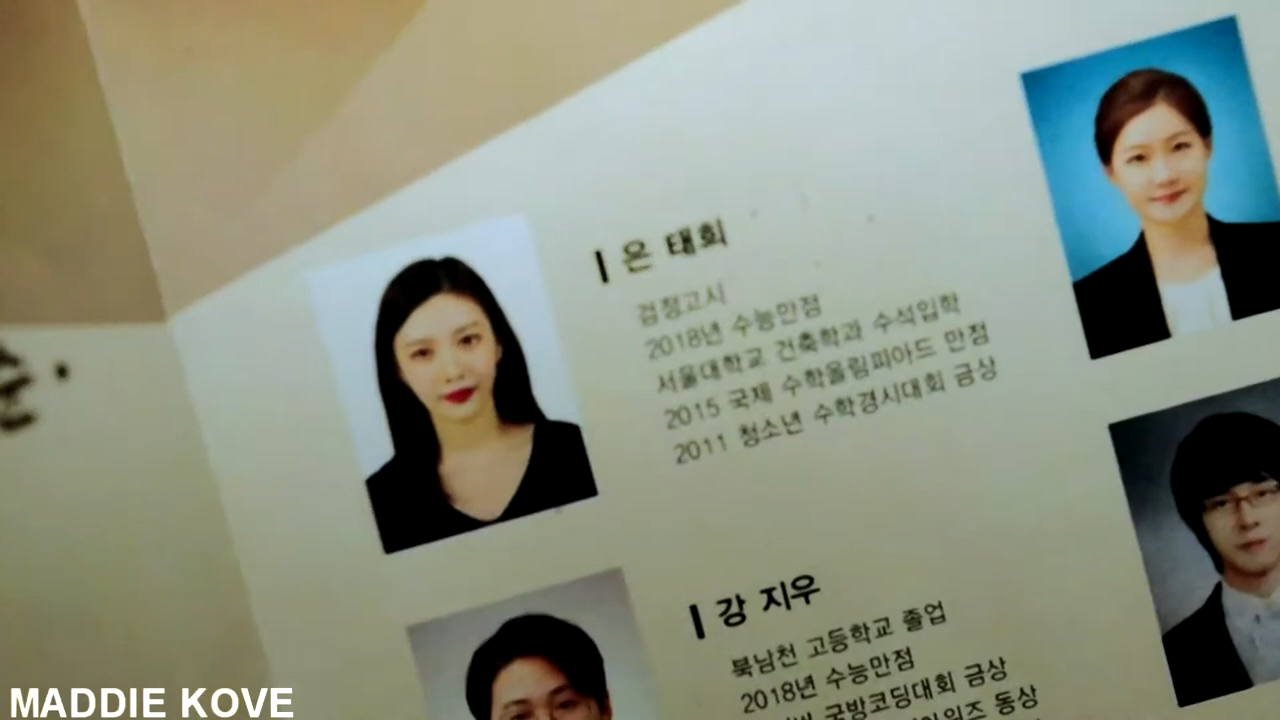 은 태희
검정고시
2018년 수능만점
서울대학교 건축학과 수석입학
2015 국제 수학올림피아드 만점
2011 청소년 수학경시대회 금상
강 지우
북남천 고등학교 졸업
2018년 수능만점
국방코딩대회 금상
동상
MADDIE KOVE